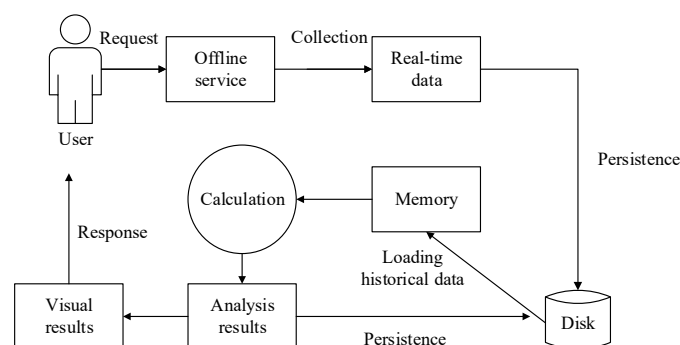 Request
Offline
service
Collection
Real-time
data
User
Persistence
Calculation
Memory
Response
Loading
historical data
Visual
results
Analysis
results
Persistence
Disk